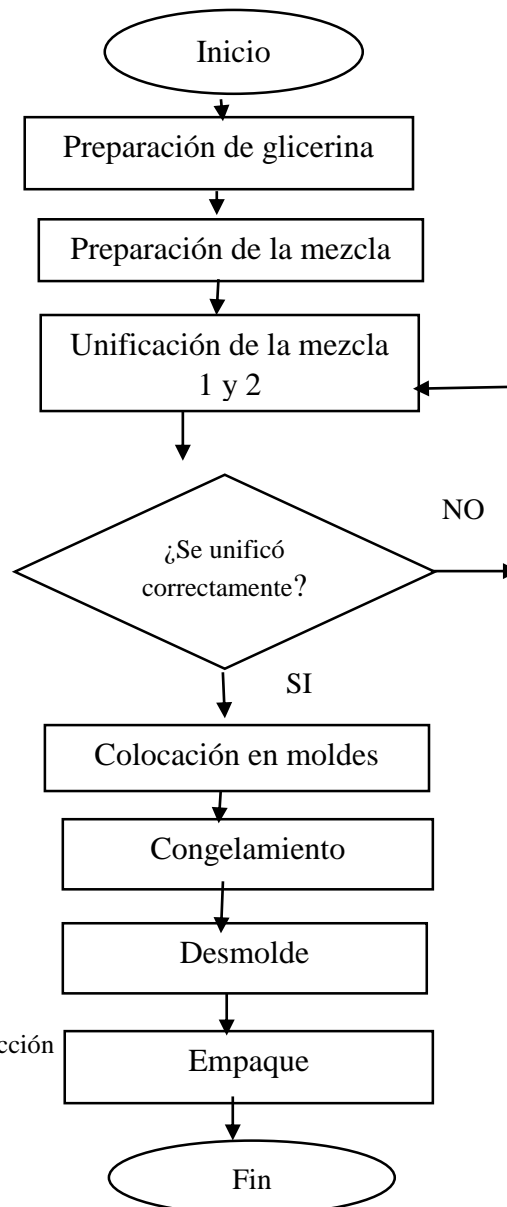 Inicio
Preparación de glicerina
Preparación de la mezcla
Unificación de la mezcla
1 y 2
NO
¿Se unificó
correctamente?
SI
Colocación en moldes
Congelamiento
Desmolde
cción
Empaque
Fin